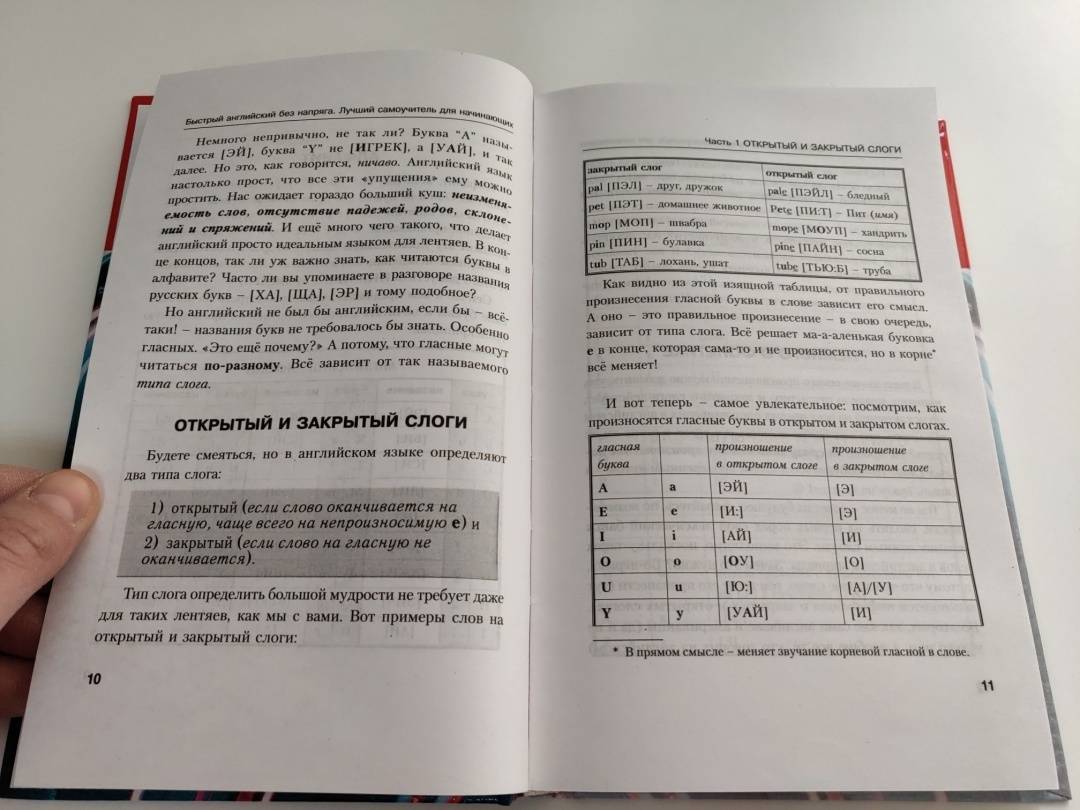 Быстрый английский без напряга. Лучший самоучитель для начинающих
Немного непривычно, не так ли? Буква “A” назы-
вается [ЭЙ], буква “Y” не [ИГРЕК], а [УАЙ], и так
далее. Но это, как говорится, ничаво. Английский язык
настолько прост, что все эти «упущения» ему можно
простить. Нас ожидает гораздо больший куш: неизменя-
емость слов, отсутствие падежей, родов, склоне-
ний и спряжений. И ещё много чего такого, что делает
английский просто идеальным языком для лентяев. В кон-
це концов, так ли уж важно знать, как читаются буквы в
алфавите? Часто ли вы упоминаете в разговоре названия
русских букв – [ХА], [ЩА], [ЭР] и тому подобное?
Но английский не был бы английским, если бы – всё-
таки! – названия букв не требовалось бы знать. Особенно
гласных. «Это ещё почему?» А потому, что гласные могут
читаться по-разному. Всё зависит от так называемого
типа слога.
ОТКРЫТЫЙ И ЗАКРЫТЫЙ СЛОГИ
Будете смеяться, но в английском языке определяют
два типа слога:
1) открытый (если слово оканчивается на
гласную, чаще всего на непроизносимую e) и
2) закрытый (если слово на гласную не
оканчивается).
Тип слога определить большой мудрости не требует даже
для таких лентяев, как мы с вами. Вот примеры слов на
открытый и закрытый слоги:
10
Часть 1 ОТКРЫТЫЙ И ЗАКРЫТЫЙ СЛОГИ
закрытый слог открытый слог
pal [ПЭЛ] – друг, дружок pale [ПЭЙЛ] – бледный
pet [ПЭТ] – домашнее животное Pete [ПИ:Т] – Пит (имя)
mop [МОП] – швабра mope [МОУП] – хандрить
pin [ПИН] – булавка pine [ПАЙН] – сосна
tub [ТАБ] – лохань, ушат tube [ТЬЮ:Б] – труба
Как видно из этой изящной таблицы, от правильного
произнесения гласной буквы в слове зависит его смысл.
А оно – это правильное произнесение – в свою очередь,
зависит от типа слога. Всё решает ма-а-аленькая буковка
e в конце, которая сама-то и не произносится, но в корне*
всё меняет!
И вот теперь – самое увлекательное: посмотрим, как
произносятся гласные буквы в открытом и закрытом слогах.
гласная произношение произношение
буква в открытом слоге в закрытом слоге
A a [ЭЙ] [Э]
E e [И:] [Э]
I i [АЙ] [И]
O o [ОУ] [О]
U u [Ю:] [А]/[У]
Y y [УАЙ] [И]
* В прямом смысле – меняет звучание корневой гласной в слове.
11